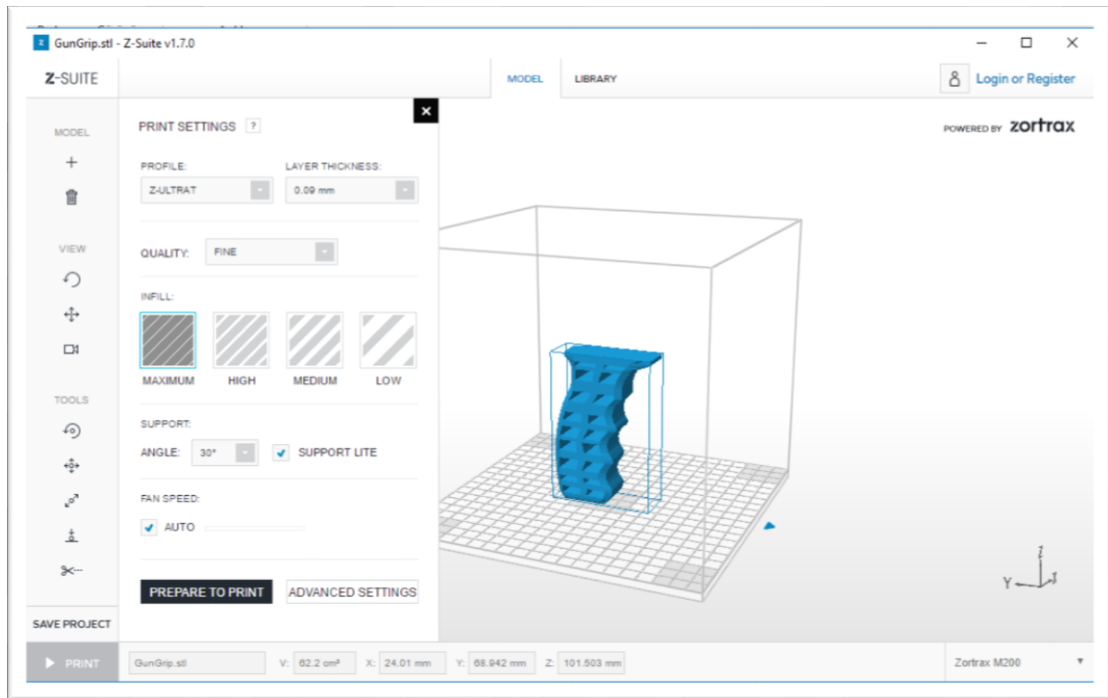 GunGrip.stl - Z-Suite v1.7.0
Z-SUITE
MODEL
LIBRARY
Login or Register
MODEL
VIEW
TOOLS
SAVE PROJECT
PRINT
PRINT SETTINGS ?
PROFILE: LAYER THICKNESS:
Z-ULTRAT 0.09 mm
QUALITY: FINE
INFILL:
MAXIMUM HIGH MEDIUM LOW
SUPPORT:
ANGLE: 30° SUPPORT LITE
FAN SPEED:
AUTO
PREPARE TO PRINT ADVANCED SETTINGS
POWERED BY zortrax
Z
Y
GunGrip.stl V: 62.2 cm³ X: 24.01 mm Y: 68.942 mm Z: 101.503 mm
Zortrax M200